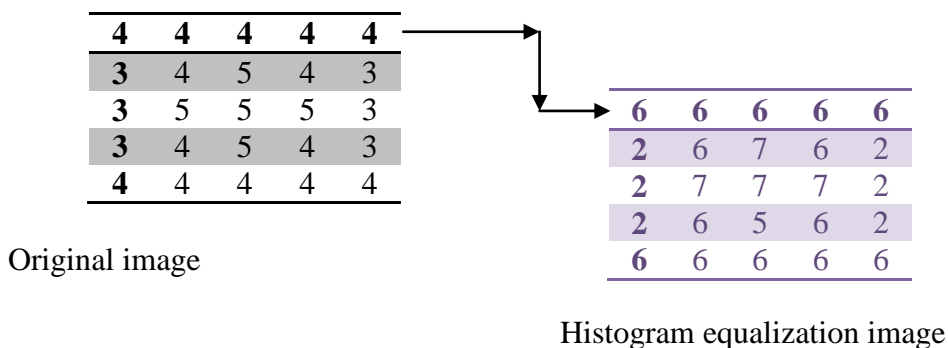 4 4 4 4 4
3 4 5 4 3
3 5 5 5 3
3 4 5 4 3
4 4 4 4 4
Original image
6 6 6 6 6
2 6 7 6 2
2 7 7 7 2
2 6 5 6 2
6 6 6 6 6
Histogram equalization image